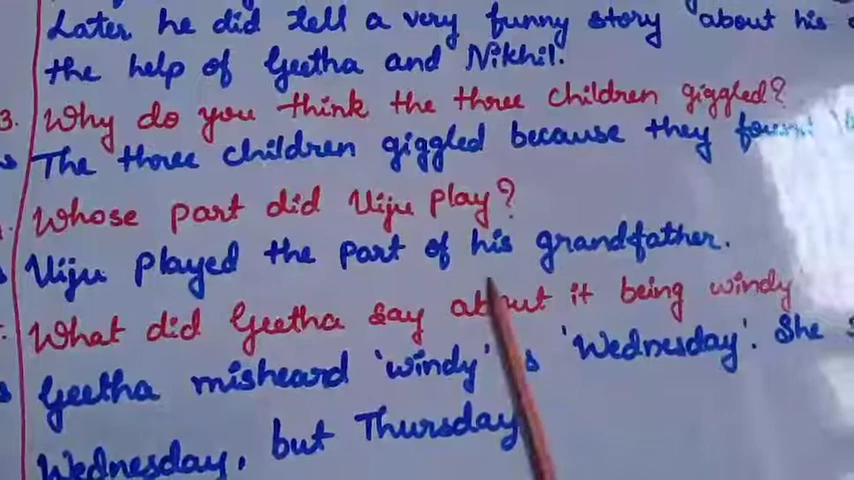 Later he did tell a very funny story about his
the help of Geetha and Nikhil.
3. Why do you think the three children giggled?
The three children giggled because they found
Whose part did Viju play?
Viju played the part of his grandfather.
What did Geetha say about it being windy
Geetha misheard 'windy' 'Wednesday'. She
Wednesday, but Thursday